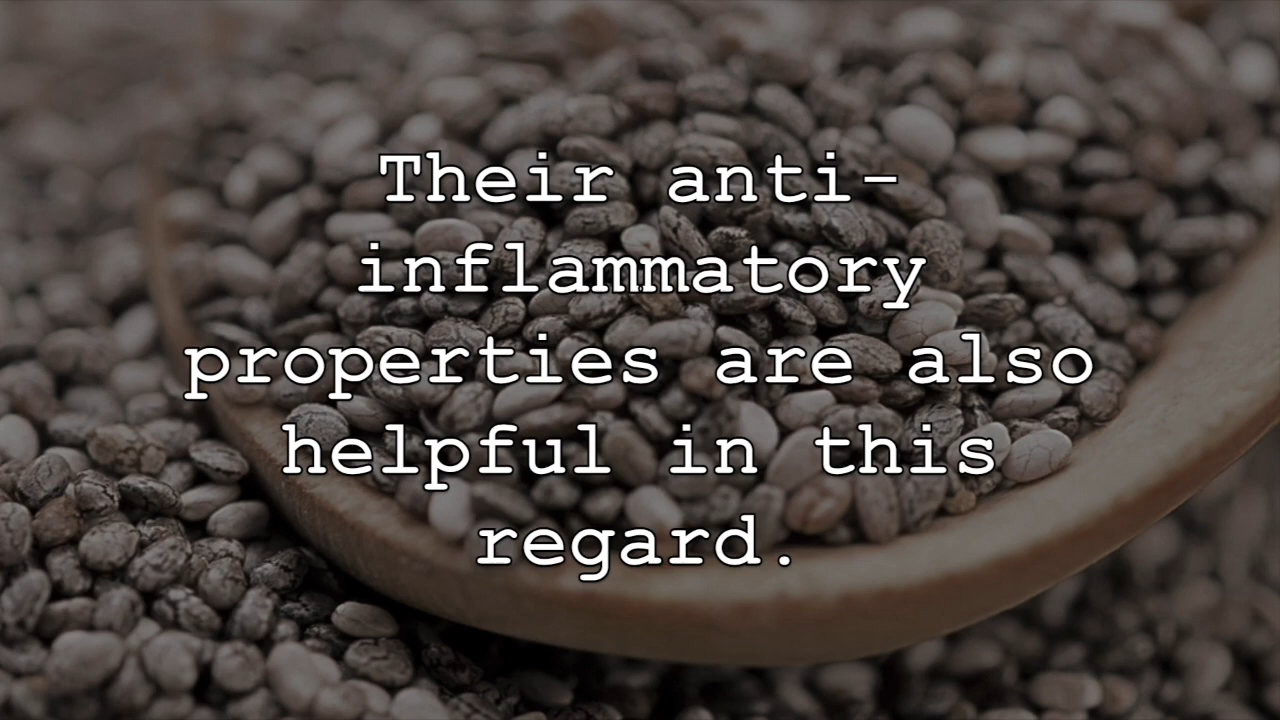 Their anti-
inflammatory
properties are also
helpful in this
regard.